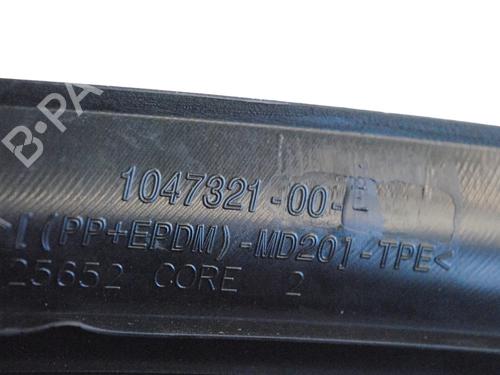 B-PA
1047321-00-
>[(PP+EPDM)-MD20]-TPE<
25652 CORE 2